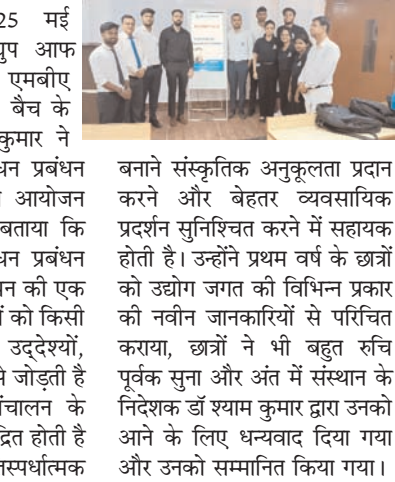 25 मई
ग्रुप आफ
एमबीए
बैच के
कुमार ने
धन प्रबंधन
आयोजन
बताया कि
धन प्रबंधन
की एक
को किसी
उद्देश्यों,
से जोड़ती है
संचालन के
द्रित होती है
तिस्पर्धात्मक
बनाने संस्कृतिक अनुकूलता प्रदान
करने और बेहतर व्यवसायिक
प्रदर्शन सुनिश्चित करने में सहायक
होती है। उन्होंने प्रथम वर्ष के छात्रों
को उद्योग जगत की विभिन्न प्रकार
की नवीन जानकारियों से परिचित
कराया, छात्रों ने भी बहुत रुचि
पूर्वक सुना और अंत में संस्थान के
निदेशक डॉ श्याम कुमार द्वारा उनको
आने के लिए धन्यवाद दिया गया
और उनको सम्मानित किया गया।